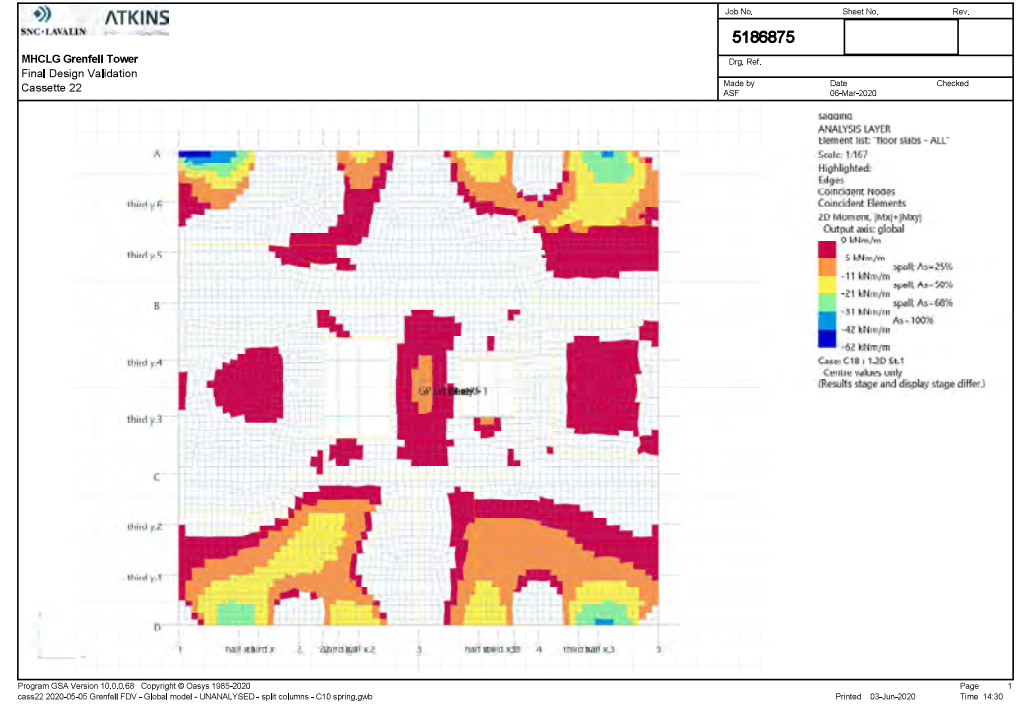 SNC·LAVALIN ATKINS
MHCLG Grenfell Tower
Final Design Validation
Cassette 22
Job No. Sheet No. Rev.
5186875
Drg. Ref.
Made by Date Checked
ASF 06-Mar-2020
sagging
ANALYSIS LAYER
Element list: "floor slabs - ALL"
Scale: 1:167
Highlighted:
Edges
Coincident Nodes
Coincident Elements
2D Moment, |Mx|+|Mxy|
Output axis: global
0 kNm/m
5 kNm/m
spall; As=25%
-11 kNm/m
spall; As=50%
-21 kNm/m
spall; As=68%
-31 kNm/m
As=100%
-42 kNm/m
-62 kNm/m
Case: C18 : 1.2D St.1
Centre values only
(Results stage and display stage differ.)
A
third y.6
third y.5
B
third y.4
third y.3
C
third y.2
third y.1
D
1 half x 2 3 4 5
Program GSA Version 10.0.0.68 Copyright © Oasys 1985-2020
cass22 2020-05-05 Grenfell FDV - Global model - UNANALYSED - split columns - C10 spring.gwb
Page 1
Printed 03-Jun-2020 Time 14:30